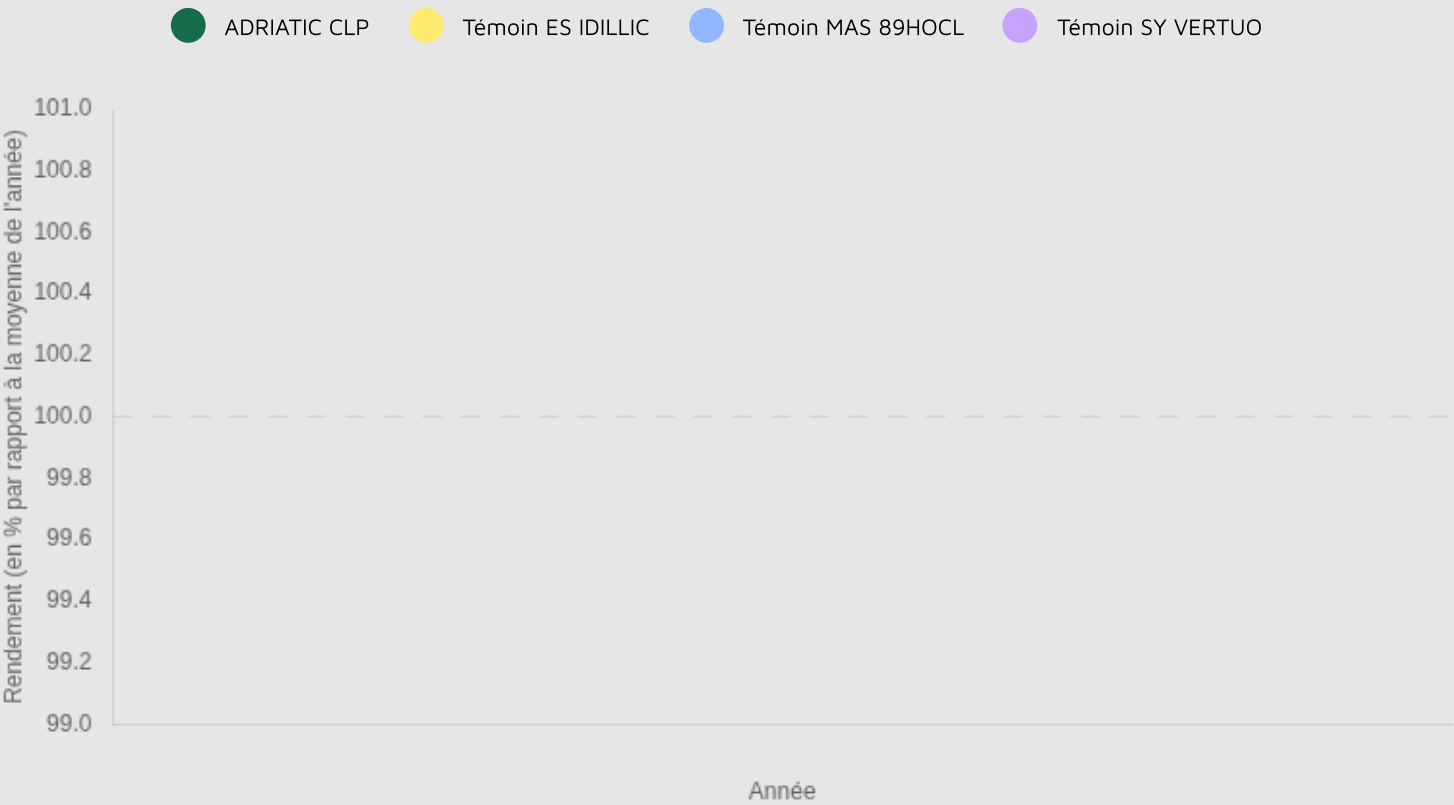 ADRIATIC CLP
Témoin ES IDILLIC
Témoin MAS 89HOCL
Témoin SY VERTUO
Rendement (en % par rapport à la moyenne de l'année)
101.0
100.8
100.6
100.4
100.2
100.0
99.8
99.6
99.4
99.2
99.0
Année